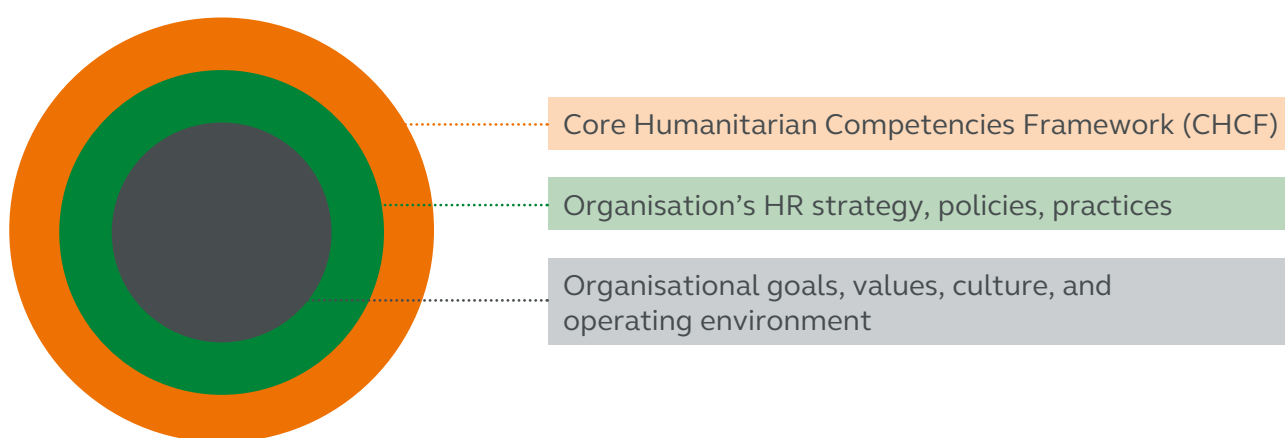 Core Humanitarian Competencies Framework (CHCF)
Organisation’s HR strategy, policies, practices
Organisational goals, values, culture, and
operating environment